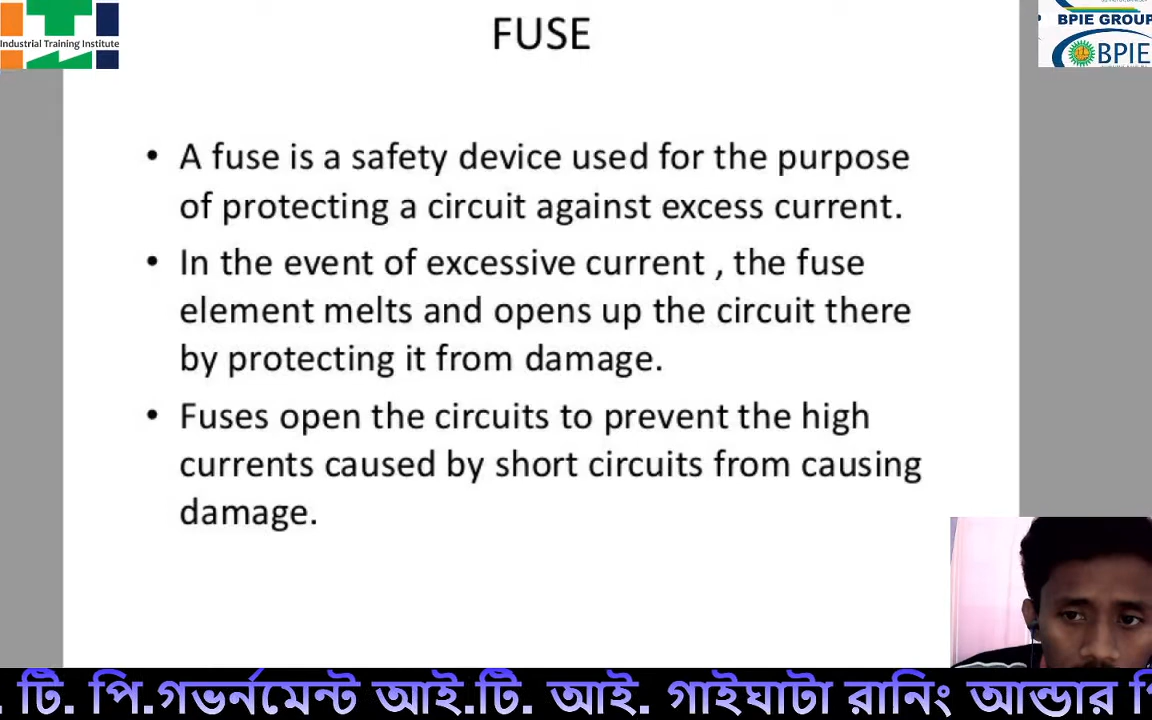 Industrial Training Institute
FUSE
BPIE GROUP
BPIE
• A fuse is a safety device used for the purpose
of protecting a circuit against excess current.
• In the event of excessive current , the fuse
element melts and opens up the circuit there
by protecting it from damage.
• Fuses open the circuits to prevent the high
currents caused by short circuits from causing
damage.
. টি. পি.গভর্নমেন্ট আই.টি. আই. গাইঘাটা রানিং আন্ডার পি